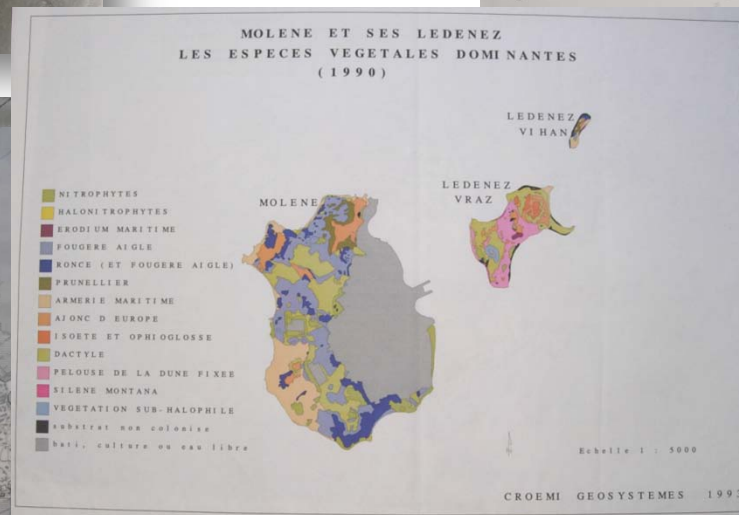 MOLENE ET SES LEDENEZ
LES ESPECES VEGETALES DOMINANTES
(1990)
LEDENEZ
VIHAN
LEDENEZ
VRAZ
MOLENE
NITROPHYTES
HALONITROPHYTES
ERODIUM MARITIME
FOUGERE AIGLE
RONCE (ET FOUGERE AIGLE)
PRUNELLIER
ARMERIE MARITIME
AJONC D EUROPE
ISOETE ET OPHIOGLOSSE
DACTYLE
PELOUSE DE LA DUNE FIXEE
SILENE MONTANA
VEGETATION SUB-HALOPHILE
substrat non colonise
bati, culture ou eau libre
Echelle 1 : 5000
CROEMI GEOSYSTEMES